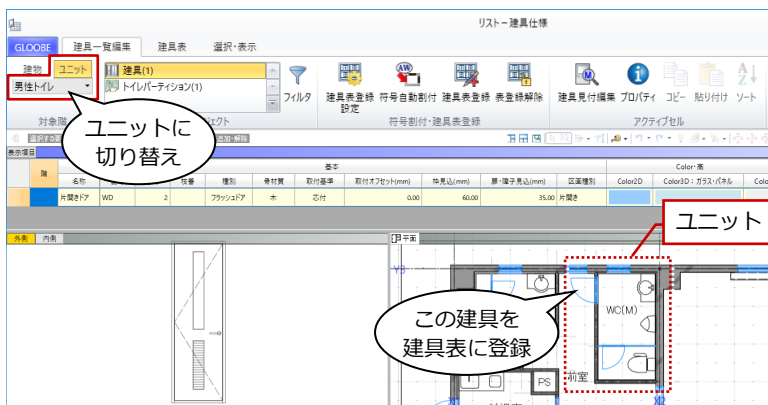 リスト－建具仕様
GLOOBE 建具一覧編集 建具表 選択･表示
建物 ユニット
男性トイレ
建具(1)
トイレパーティション(1)
フィルタ
建具表登録設定 符号自動割付 建具表登録 表登録解除
建具見付編集 プロパティ コピー 貼り付け ソート
対象階
符号割付･建具表登録
アクティブセル
ユニットに
切り替え
表示項目
基本
Color･高
階 名称 枝番 種別 骨材質 取付基準 取付オフセット(mm) 枠見込(mm) 扉･障子見込(mm) 区画種別 Color2D Color3D：ガラス･パネル
片開きドア WD 2 フラッシュドア 木 芯付 0.00 60.00 35.00 片開き
ユニット
外側 内側
平面
Y3
WC(M)
この建具を
建具表に登録
前室
PS
X1
X2